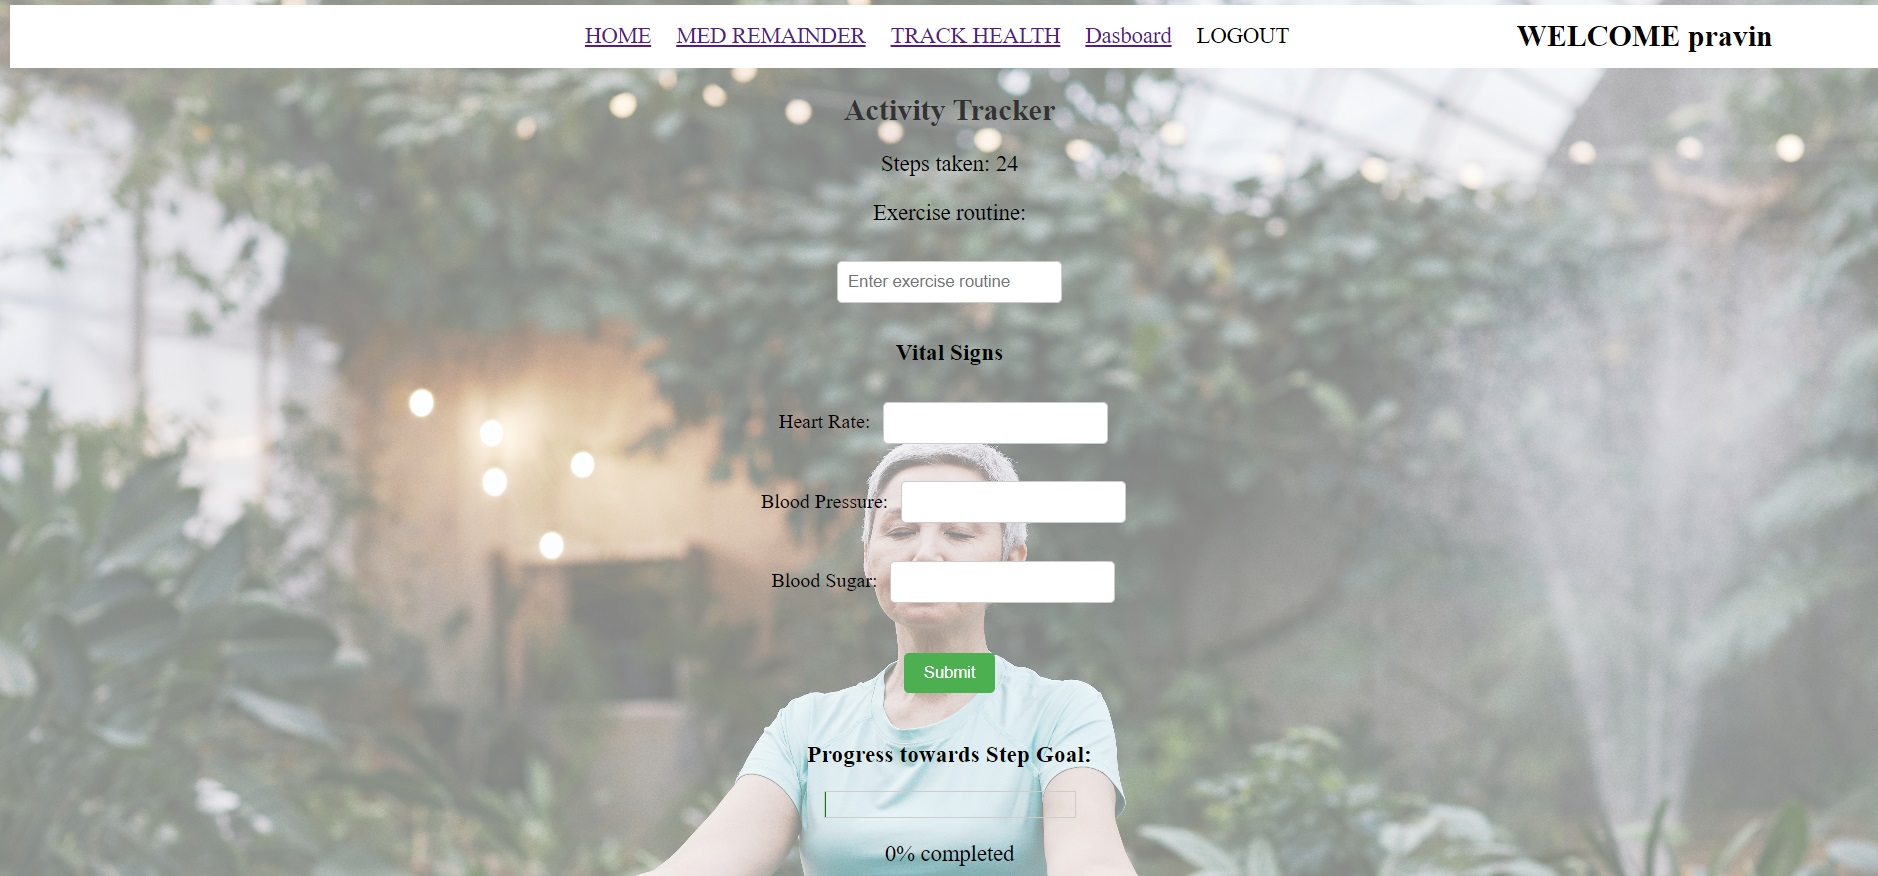 HOME MED REMAINDER TRACK HEALTH Dasboard LOGOUT WELCOME pravin
Activity Tracker
Steps taken: 24
Exercise routine:
Enter exercise routine
Vital Signs
Heart Rate:
Blood Pressure:
Blood Sugar:
Submit
Progress towards Step Goal:
0% completed